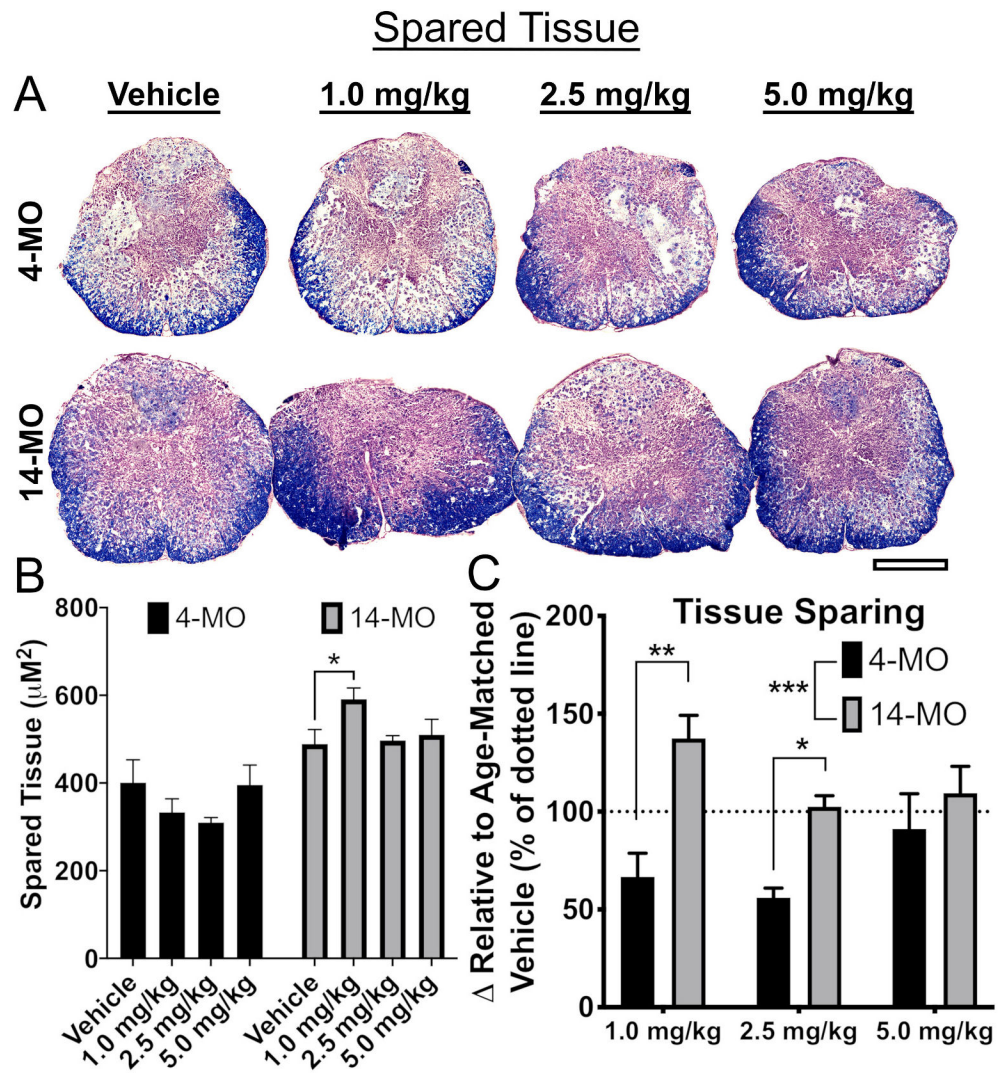 Spared Tissue
A
Vehicle 1.0 mg/kg 2.5 mg/kg 5.0 mg/kg
4-MO
14-MO
B
800
600
400
200
0
Spared Tissue (μM²)
4-MO 14-MO
*
Vehicle
1.0 mg/kg
2.5 mg/kg
5.0 mg/kg
Vehicle
1.0 mg/kg
2.5 mg/kg
5.0 mg/kg
C
Δ Relative to Age-Matched
Vehicle (% of dotted line)
200
150
100
50
0
Tissue Sparing
4-MO
14-MO
***
**
*
1.0 mg/kg 2.5 mg/kg 5.0 mg/kg